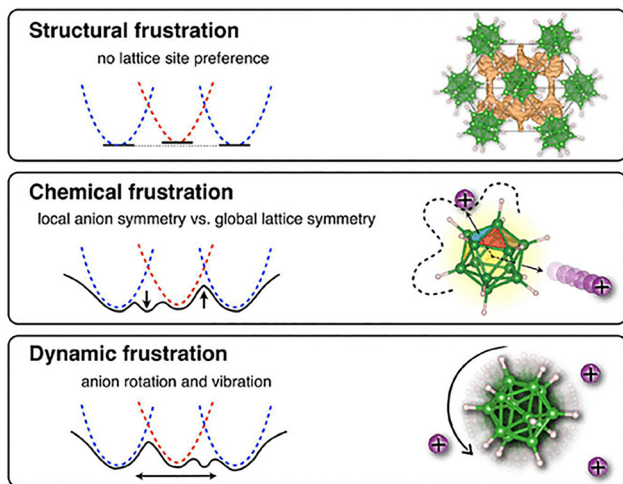 Structural frustration
no lattice site preference
Chemical frustration
local anion symmetry vs. global lattice symmetry
+
+
Dynamic frustration
anion rotation and vibration
+
+
+